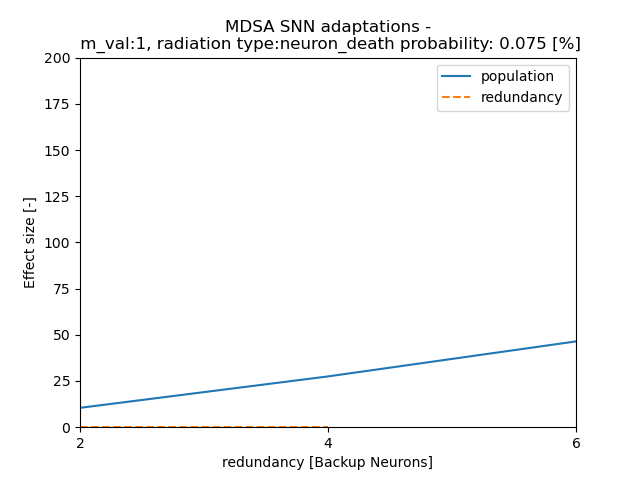 MDSA SNN adaptations -
m_val:1, radiation type:neuron_death probability: 0.075 [%]
200
175
150
125
100
75
50
25
0
Effect size [-]
population
redundancy
2
4
6
redundancy [Backup Neurons]